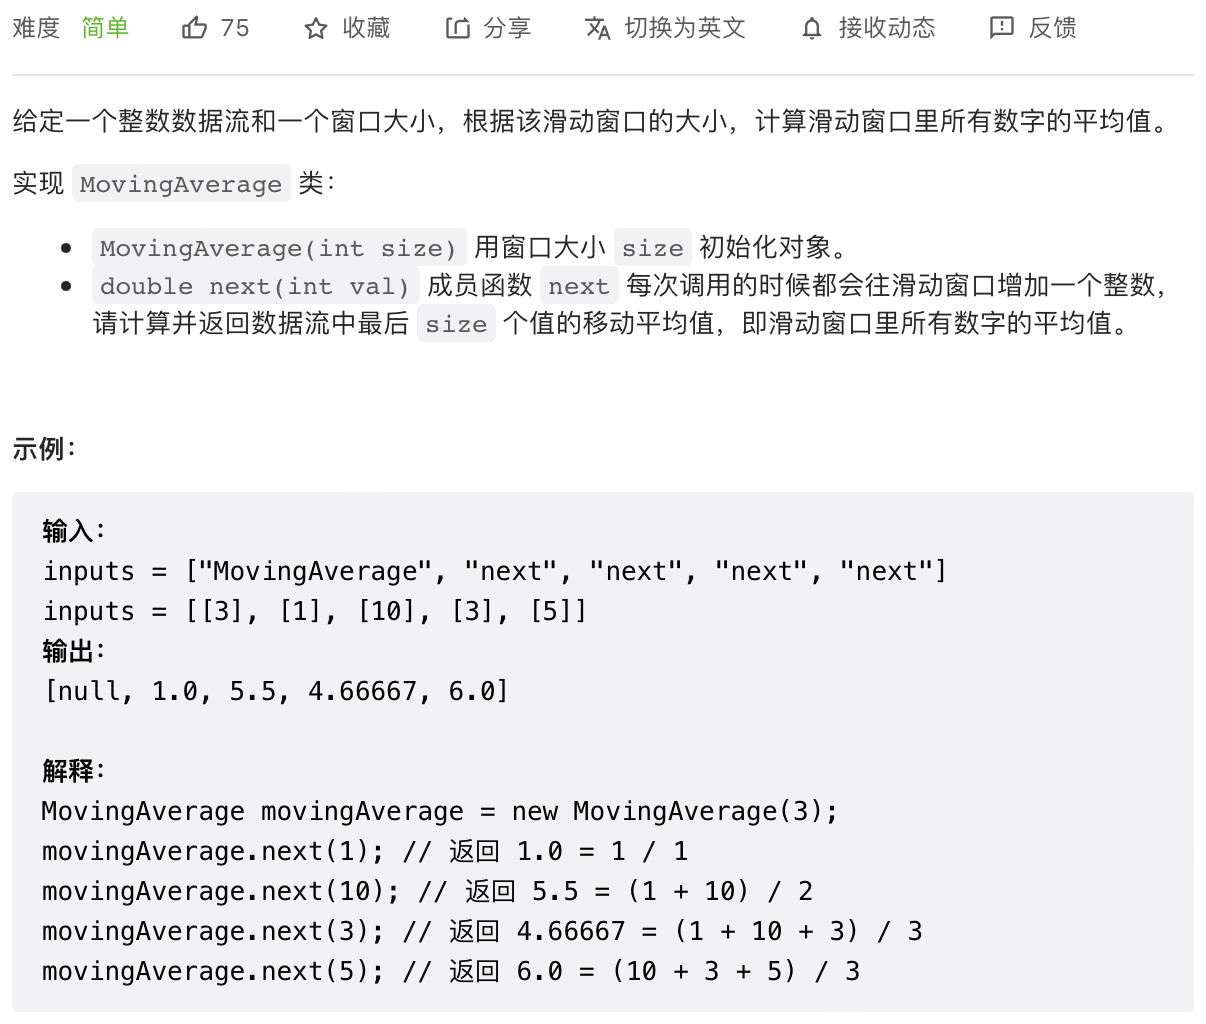 难度 简单 75 收藏 分享 切换为英文 接收动态 反馈
给定一个整数数据流和一个窗口大小，根据该滑动窗口的大小，计算滑动窗口里所有数字的平均值。
实现 MovingAverage 类：
• MovingAverage(int size) 用窗口大小 size 初始化对象。
• double next(int val) 成员函数 next 每次调用的时候都会往滑动窗口增加一个整数，
请计算并返回数据流中最后 size 个值的移动平均值，即滑动窗口里所有数字的平均值。
示例：
输入：
inputs = ["MovingAverage", "next", "next", "next", "next"]
inputs = [[3], [1], [10], [3], [5]]
输出：
[null, 1.0, 5.5, 4.66667, 6.0]
解释：
MovingAverage movingAverage = new MovingAverage(3);
movingAverage.next(1); // 返回 1.0 = 1 / 1
movingAverage.next(10); // 返回 5.5 = (1 + 10) / 2
movingAverage.next(3); // 返回 4.66667 = (1 + 10 + 3) / 3
movingAverage.next(5); // 返回 6.0 = (10 + 3 + 5) / 3